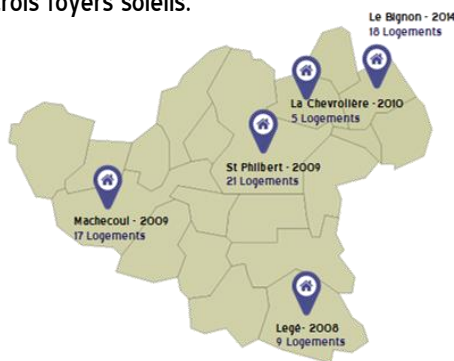 trois foyers soleils.
Le Bignon - 2014
18 Logements
La Chevrolière - 2010
5 Logements
St Philbert - 2009
21 Logements
Machecoul - 2009
17 Logements
Legé - 2008
9 Logements